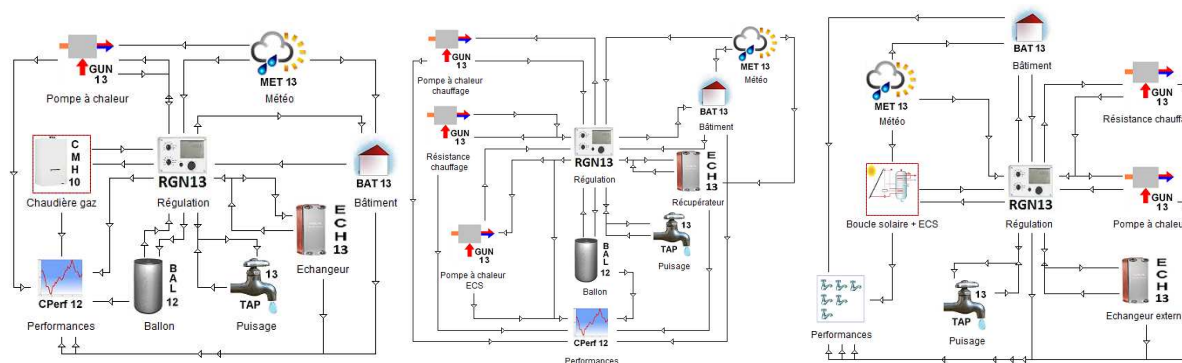 GUN
13
Pompe à chaleur
MET 13
Météo
C
M
H
10
Chaudière gaz
RGN13
Régulation
BAT 13
Bâtiment
E
C
H
13
Echangeur
CPerf 12
Performances
B
A
L
12
Ballon
13
TAP
Puisage
GUN
13
Pompe à chaleur
chauffage
MET 13
Météo
BAT 13
Bâtiment
GUN
13
Résistance
chauffage
RGN13
Régulation
E
C
H
13
Récupérateur
GUN
13
Pompe à chaleur
ECS
B
A
L
12
Ballon
13
TAP
Puisage
CPerf 12
Performances
BAT 13
Bâtiment
MET 13
Météo
GUN
13
Résistance chauffa
Boucle solaire + ECS
RGN13
Régulation
GUN
13
Pompe à chaleu
Performances
13
TAP
Puisage
E
C
H
13
Echangeur extern